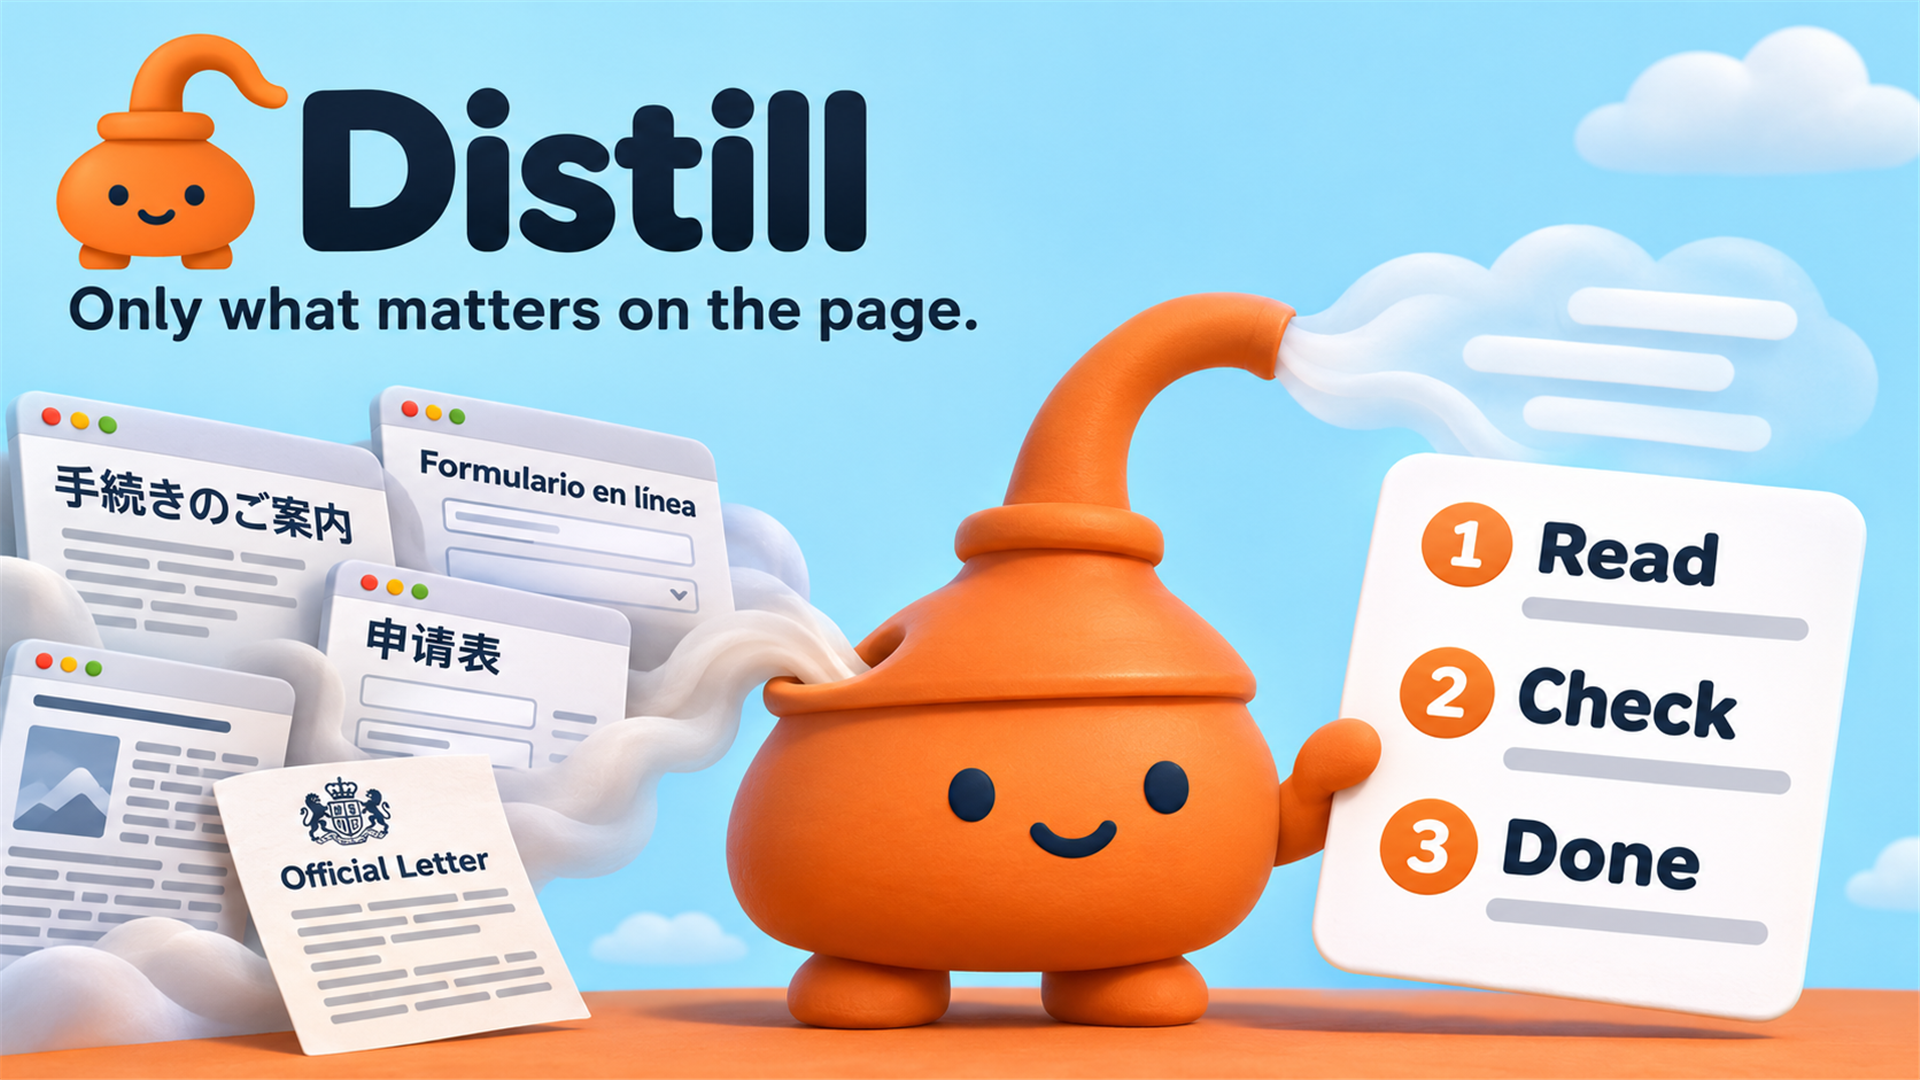 Distill
Only what matters on the page.
手続きのご案内
Formulario en línea
申请表
Official Letter
1 Read
2 Check
3 Done